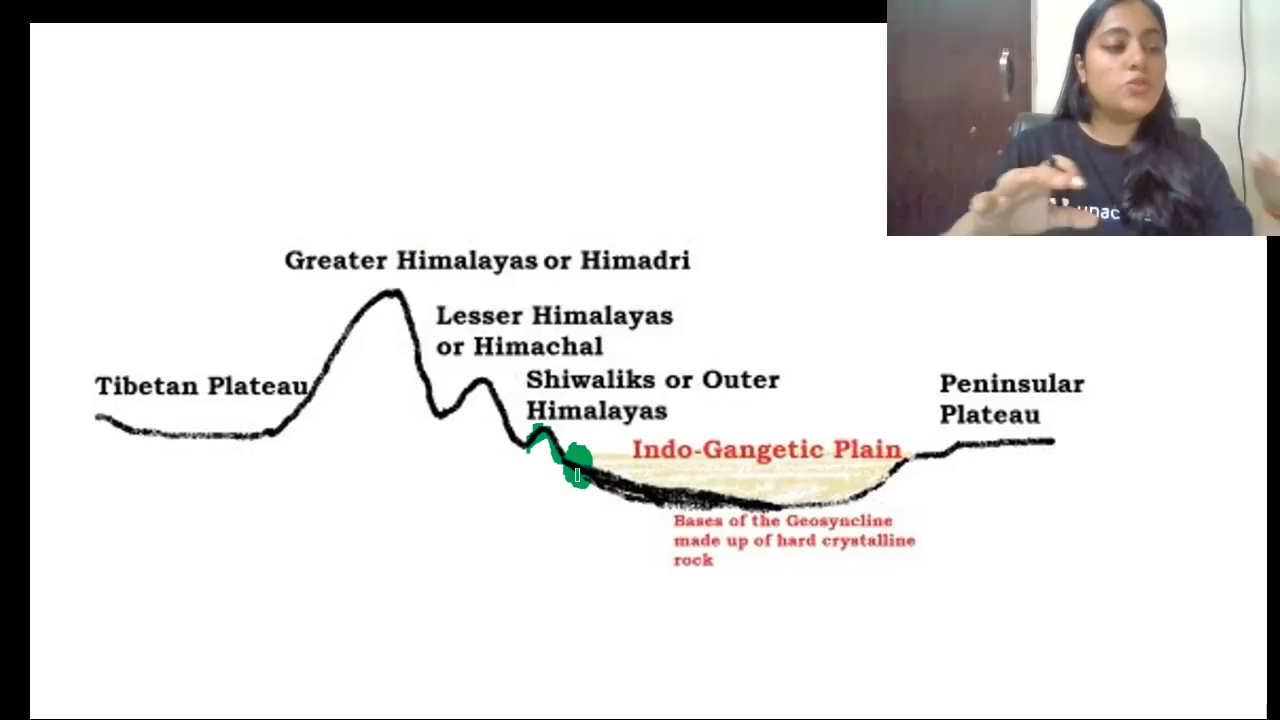 Greater Himalayas or Himadri
Lesser Himalayas
or Himachal
Tibetan Plateau
Shiwaliks or Outer
Himalayas
Peninsular
Plateau
Indo-Gangetic Plain
Bases of the Geosyncline
made up of hard crystalline
rock